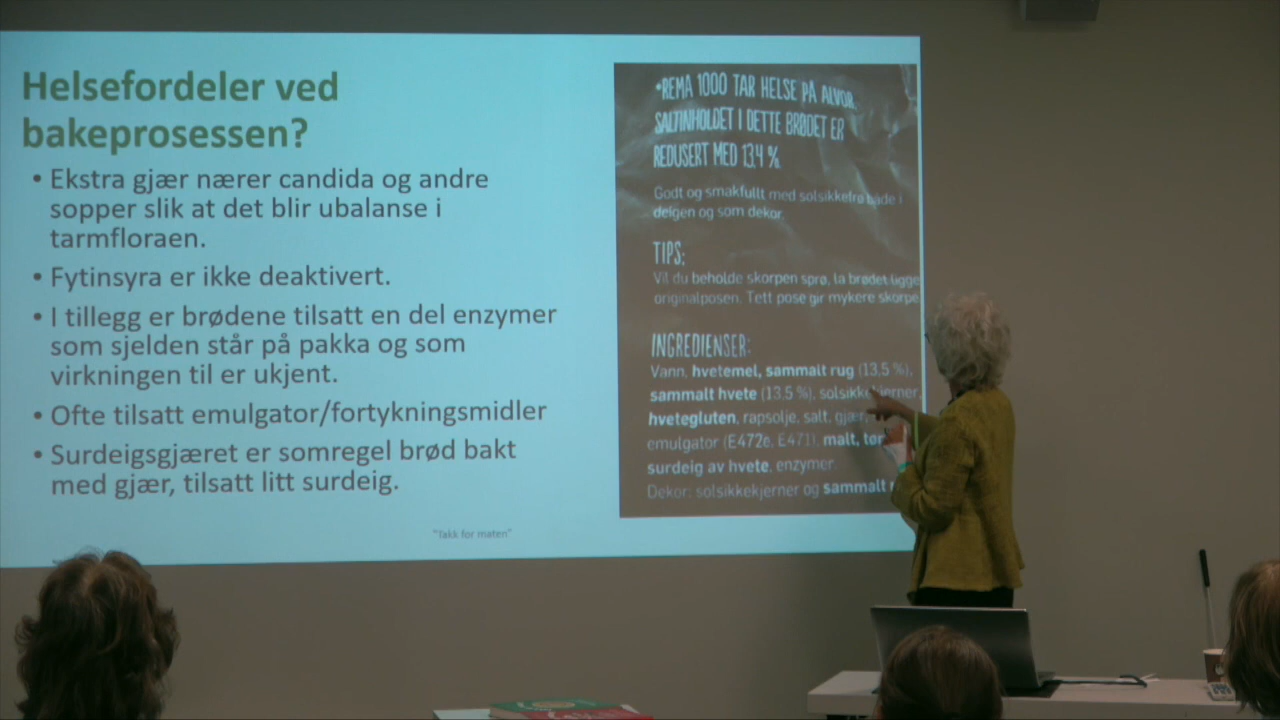 Helsefordeler ved
bakeprosessen?
• Ekstra gjær nærer candida og andre
sopper slik at det blir ubalanse i
tarmfloraen.
• Fytinsyra er ikke deaktivert.
• I tillegg er brødene tilsatt en del enzymer
som sjelden står på pakka og som
virkningen til er ukjent.
• Ofte tilsatt emulgator/fortykningsmidler
• Surdeigsgjæret er somregel brød bakt
med gjær, tilsatt litt surdeig.
"Takk for maten"
•REMA 1000 TAR HELSE PÅ ALVOR.
SALTINHOLDET I DETTE BRØDET ER
REDUSERT MED 13,4 %
Godt og smakfullt med solsikkefrø både i
deigen og som dekor.
TIPS:
Vil du beholde skorpen sprø, la brødet ligge
originalposen. Tett pose gir mykere skorpe
INGREDIENSER:
Vann, hvetemel, sammalt rug (13.5 %),
sammalt hvete (13.5 %), solsikkekjerner,
hvetegluten, rapsolje, salt, gjær,
emulgator (E472e, E471), malt,
surdeig av hvete, enzymer.
Dekor: solsikkekjerner og sammalt